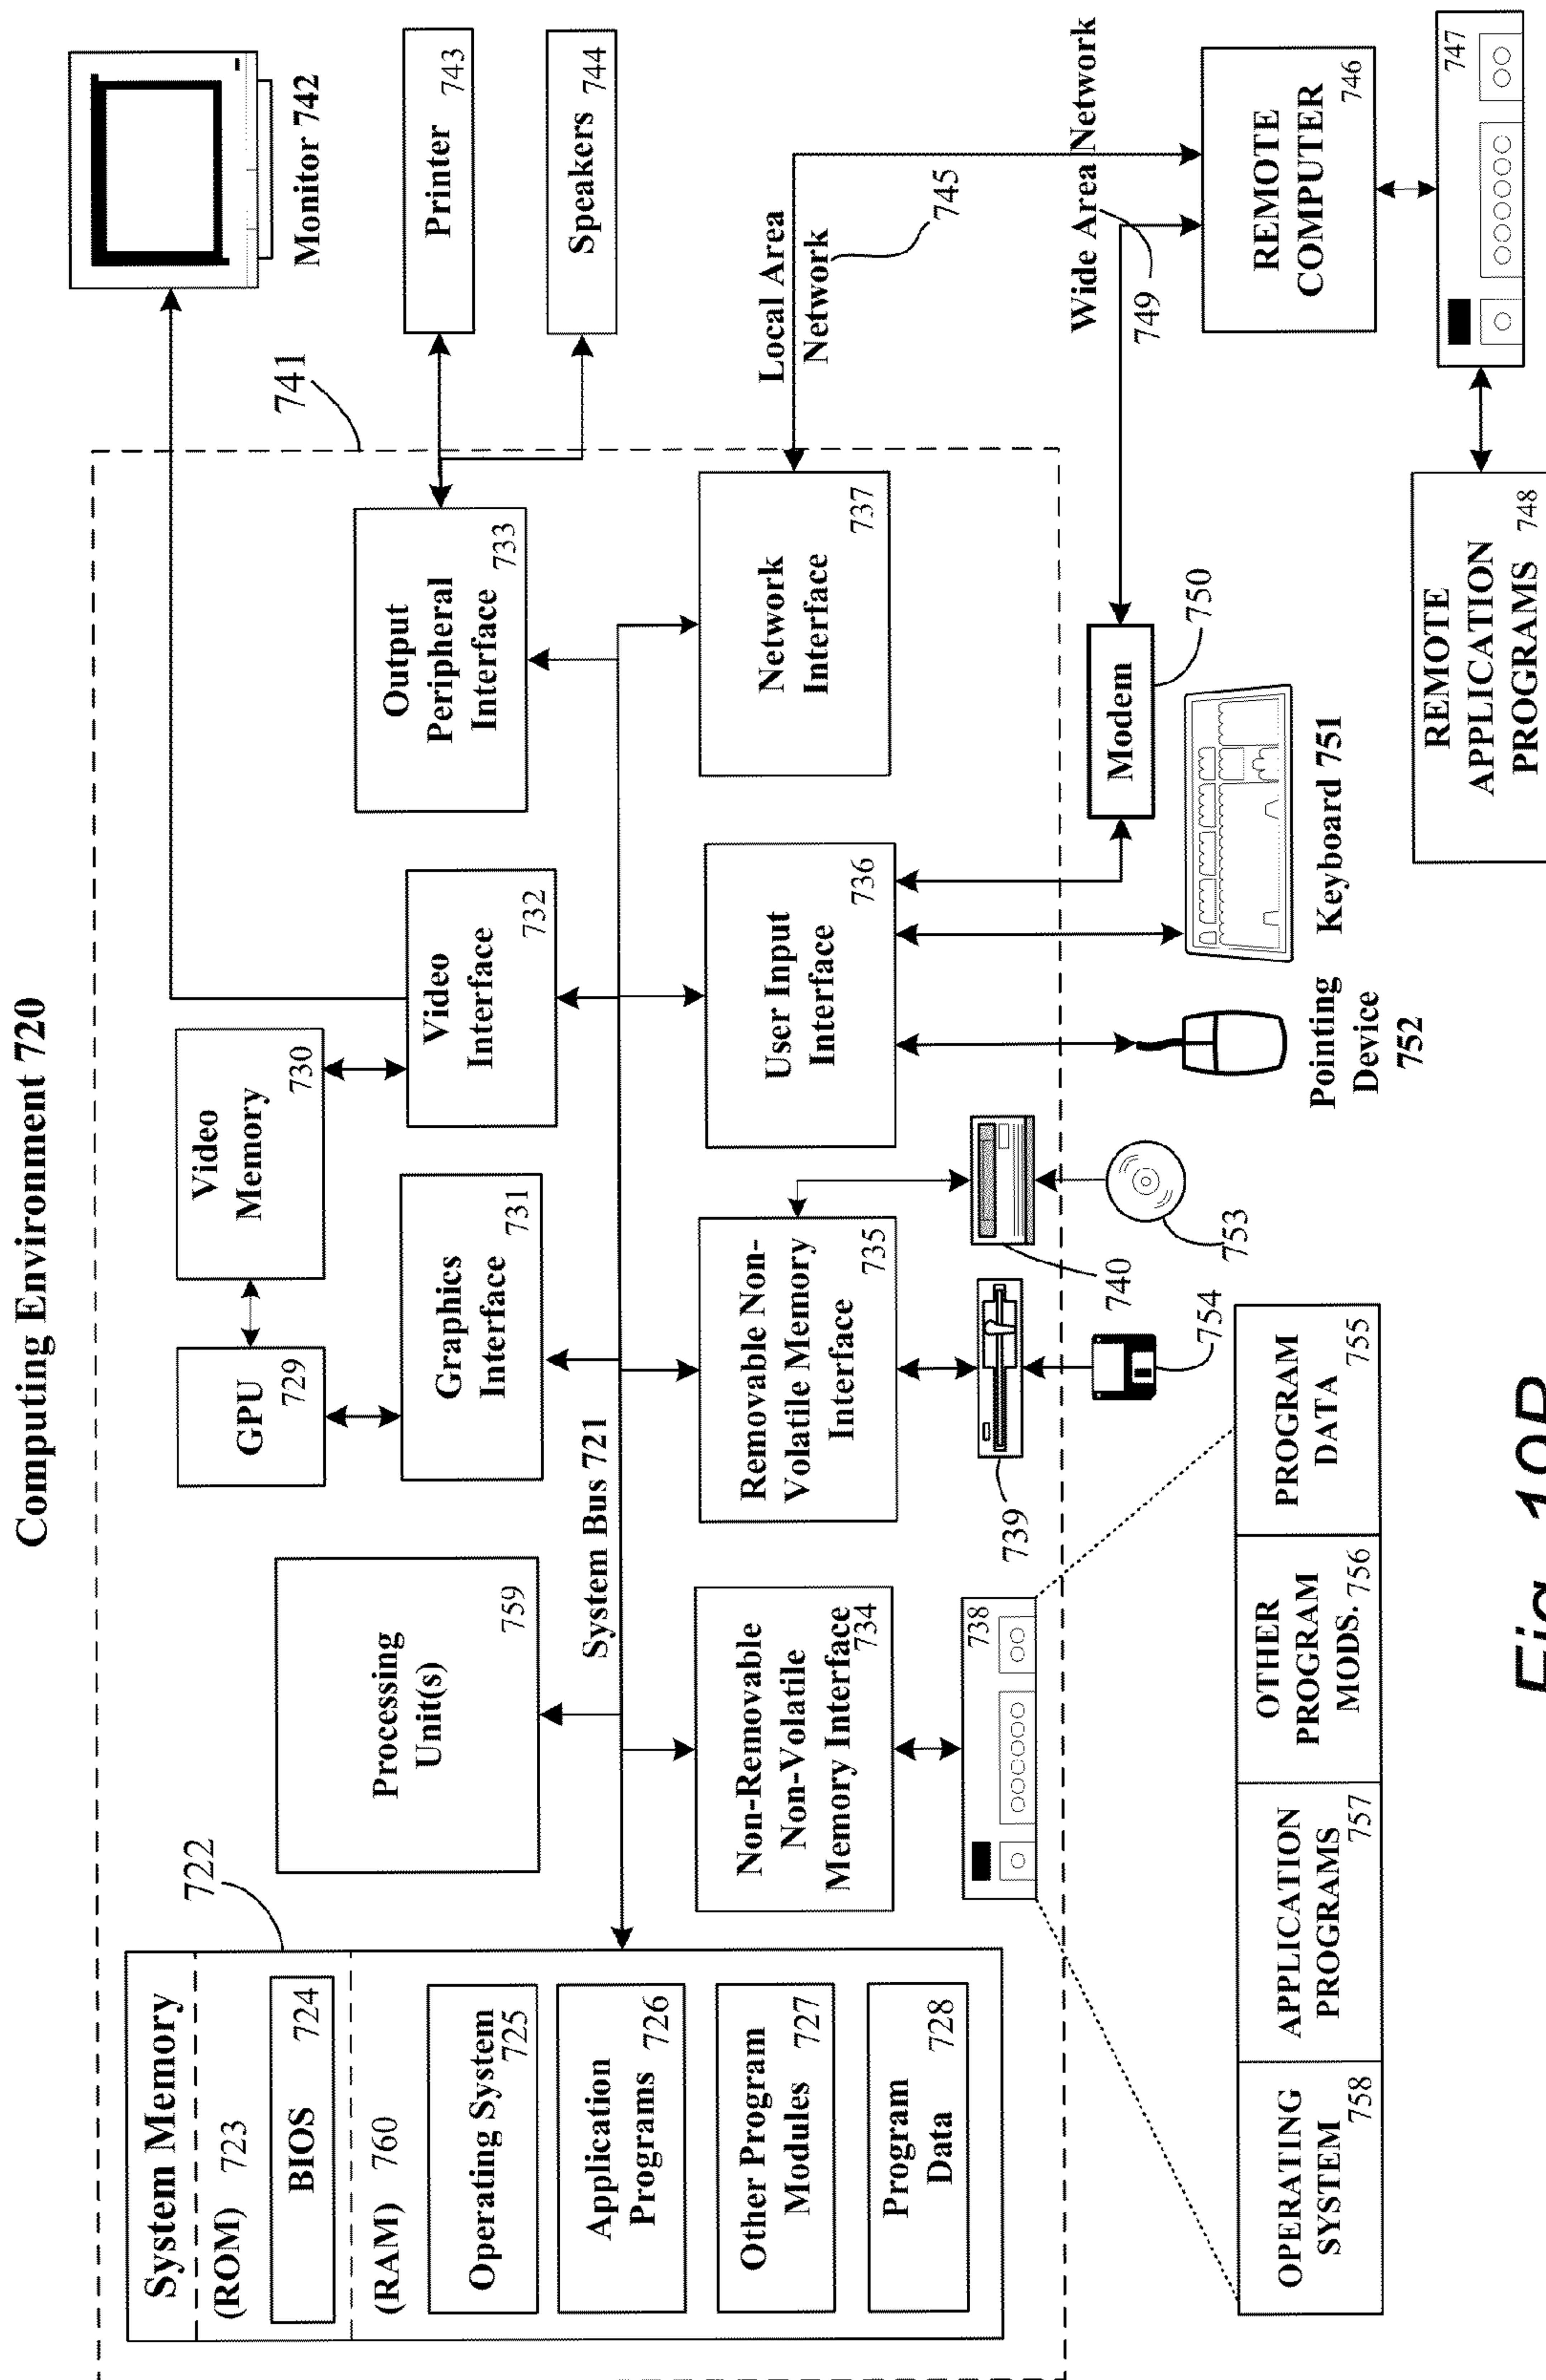 Computing Environment 720
System Memory
(ROM) 723
BIOS 724
(RAM) 760
Operating System
725
Application
Programs 726
Other Program
Modules 727
Program
Data 728
722
Processing
Unit(s)
759
System Bus 721
GPU
729
Video
Memory
730
Graphics
Interface
731
Video
Interface
732
Output
Peripheral
Interface
733
741
Monitor 742
Printer 743
Speakers 744
Non-Removable
Non-Volatile
Memory Interface
734
Removable Non-
Volatile Memory
Interface
735
User Input
Interface
736
Network
Interface
737
Local Area
Network
745
Wide Area Network
749
738
739
740
753
754
Pointing
Device
752
Keyboard 751
Modem
750
REMOTE
COMPUTER
746
747
REMOTE
APPLICATION
PROGRAMS 748
OPERATING
SYSTEM
758
APPLICATION
PROGRAMS
757
OTHER
PROGRAM
MODS. 756
PROGRAM
DATA
755